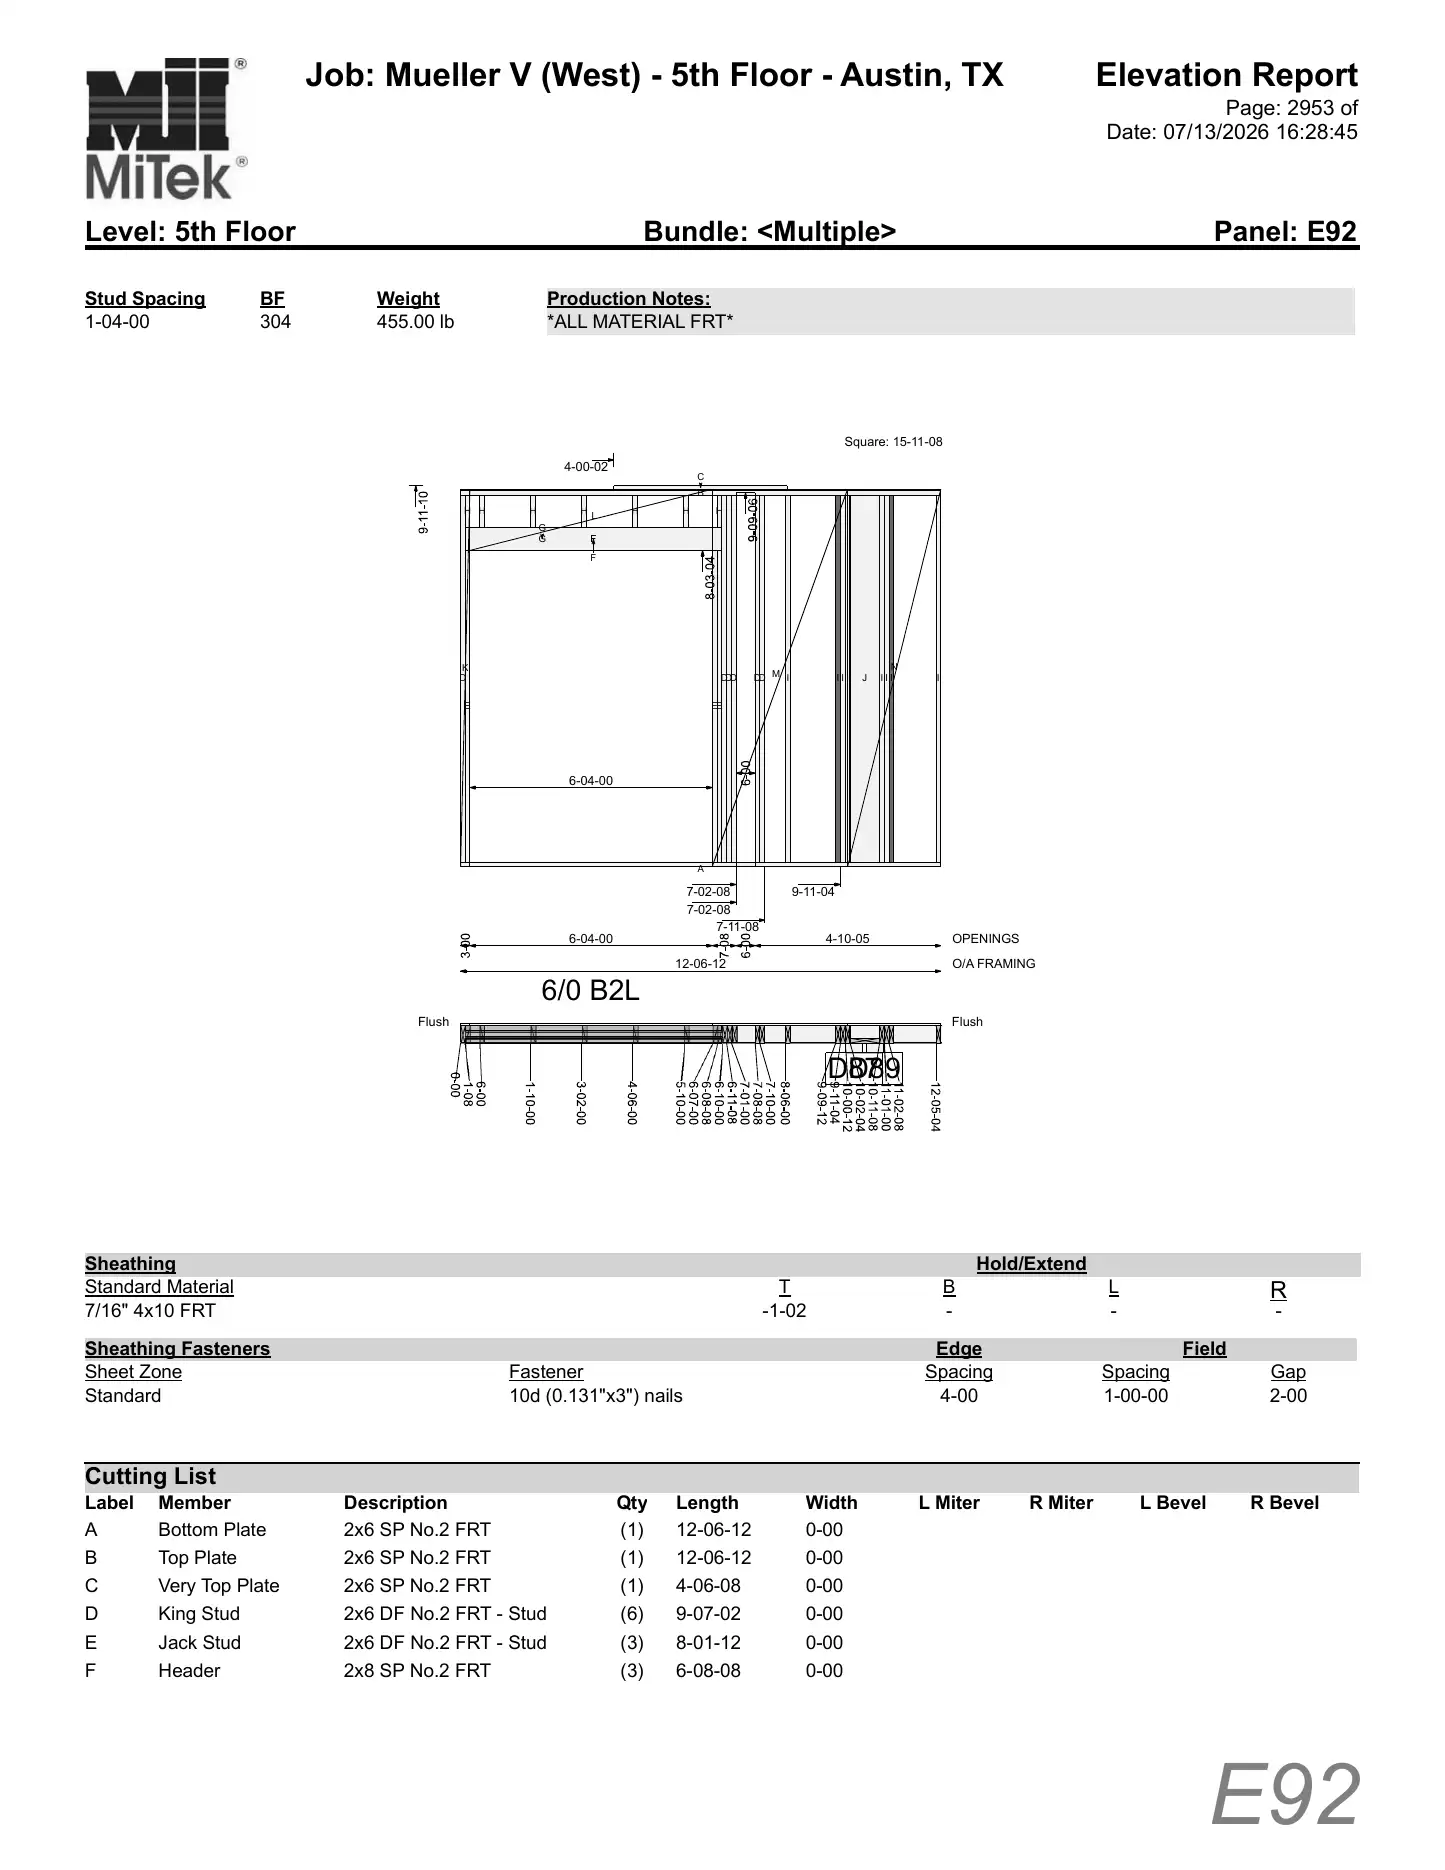 Job: Mueller V (West) - 5th Floor - Austin, TX
Elevation Report
Page: 2953 of
Date: 07/13/2026 16:28:45
MiTek®
Level: 5th Floor Bundle: <Multiple> Panel: E92
Stud Spacing BF Weight Production Notes:
1-04-00 304 455.00 lb *ALL MATERIAL FRT*
Square: 15-11-08
4-00-02
C
9-11-10
9-09-06
I
G
G
F
F
8-03-04
K
M
N
J
6-04-00
6-00
A
7-02-08 9-11-04
7-02-08
7-11-08
3-00 6-04-00 7-08 6-00 4-10-05 OPENINGS
12-06-12 O/A FRAMING
6/0 B2L
Flush Flush
D87 D89
0-00
1-08
6-00
1-10-00
3-02-00
4-06-00
5-10-00
6-07-00
6-08-08
6-10-00
6-11-08
7-01-00
7-08-08
7-10-00
8-06-00
9-09-12
9-11-04
10-00-12
10-02-04
10-11-08
11-01-00
11-02-08
12-05-04
Sheathing Hold/Extend
Standard Material T B L R
7/16" 4x10 FRT -1-02 - - -
Sheathing Fasteners Edge Field
Sheet Zone Fastener Spacing Spacing Gap
Standard 10d (0.131"x3") nails 4-00 1-00-00 2-00
Cutting List
Label Member Description Qty Length Width L Miter R Miter L Bevel R Bevel
A Bottom Plate 2x6 SP No.2 FRT (1) 12-06-12 0-00
B Top Plate 2x6 SP No.2 FRT (1) 12-06-12 0-00
C Very Top Plate 2x6 SP No.2 FRT (1) 4-06-08 0-00
D King Stud 2x6 DF No.2 FRT - Stud (6) 9-07-02 0-00
E Jack Stud 2x6 DF No.2 FRT - Stud (3) 8-01-12 0-00
F Header 2x8 SP No.2 FRT (3) 6-08-08 0-00
E92